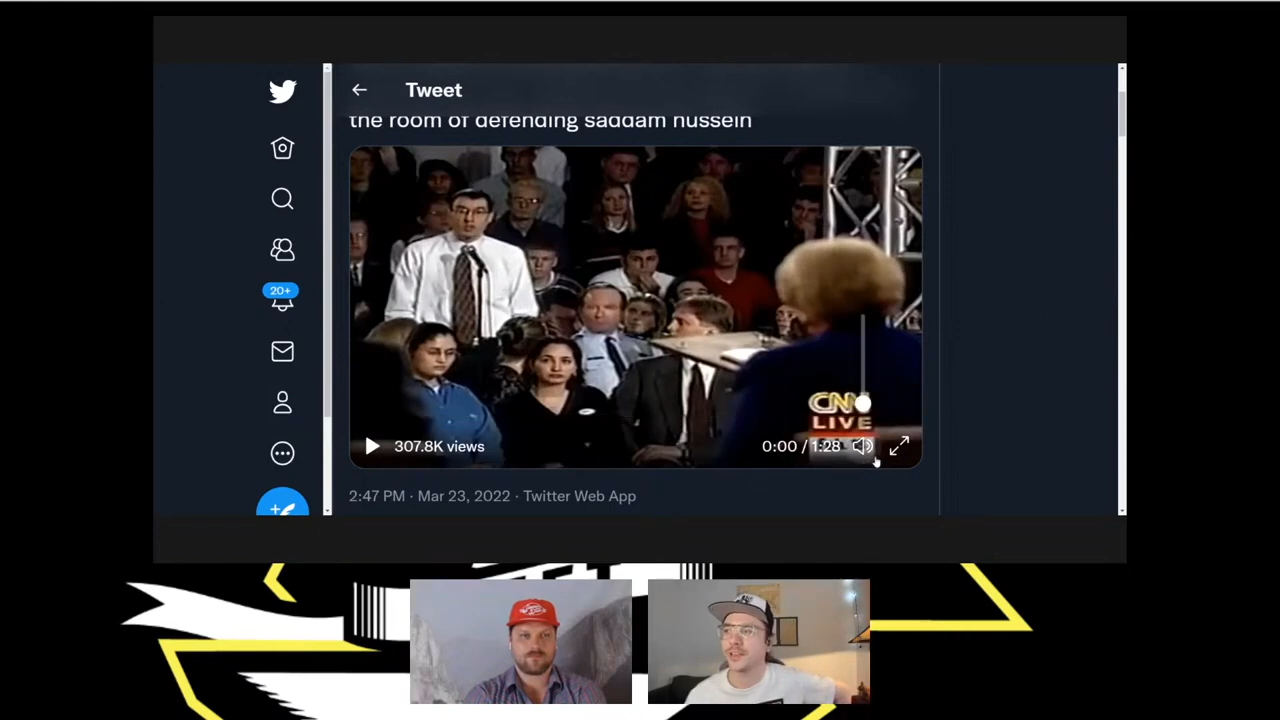 Tweet
the room of defending saddam hussein
20+
CNN
LIVE
307.8K views
0:00 / 1:28
2:47 PM · Mar 23, 2022 · Twitter Web App